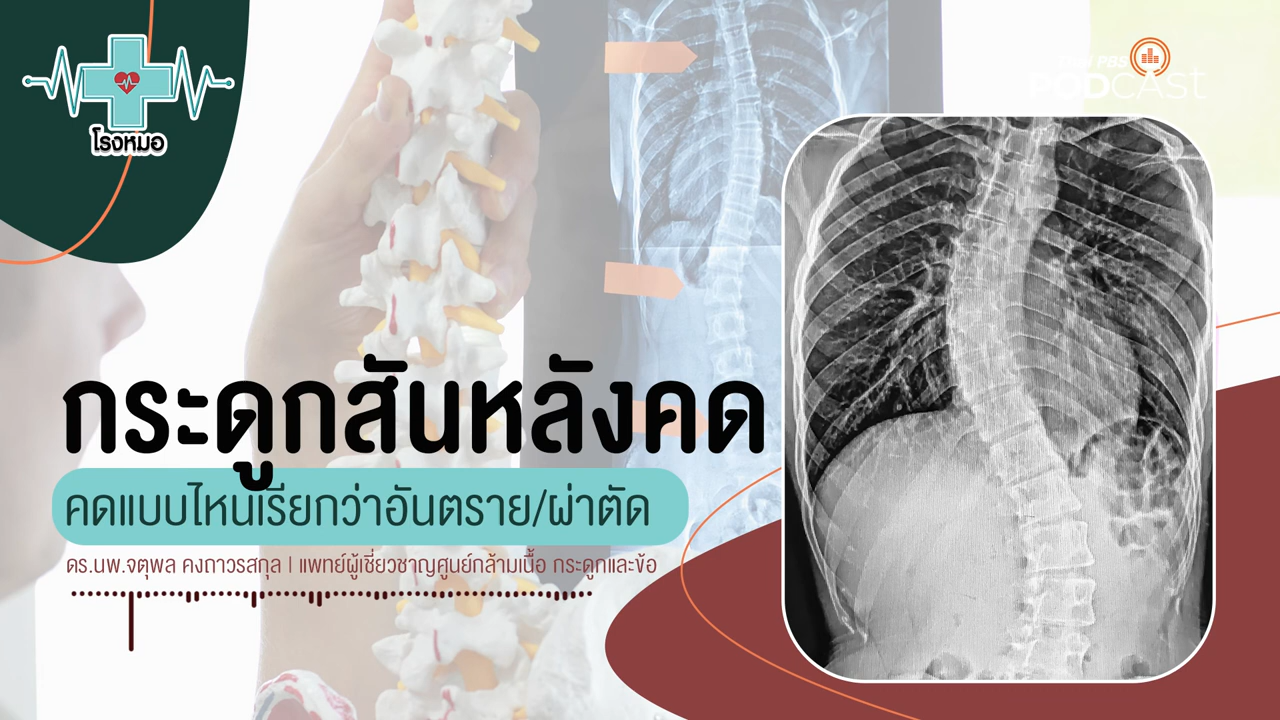 โรงหมอ
Thai PBS
PODCAST
กระดูกสันหลังคด
คดแบบไหนเรียกว่าอันตราย/ผ่าตัด
ดร.นพ.จตุพล คงถาวรสกุล | แพทย์ผู้เชี่ยวชาญศูนย์กล้ามเนื้อ กระดูกและข้อ